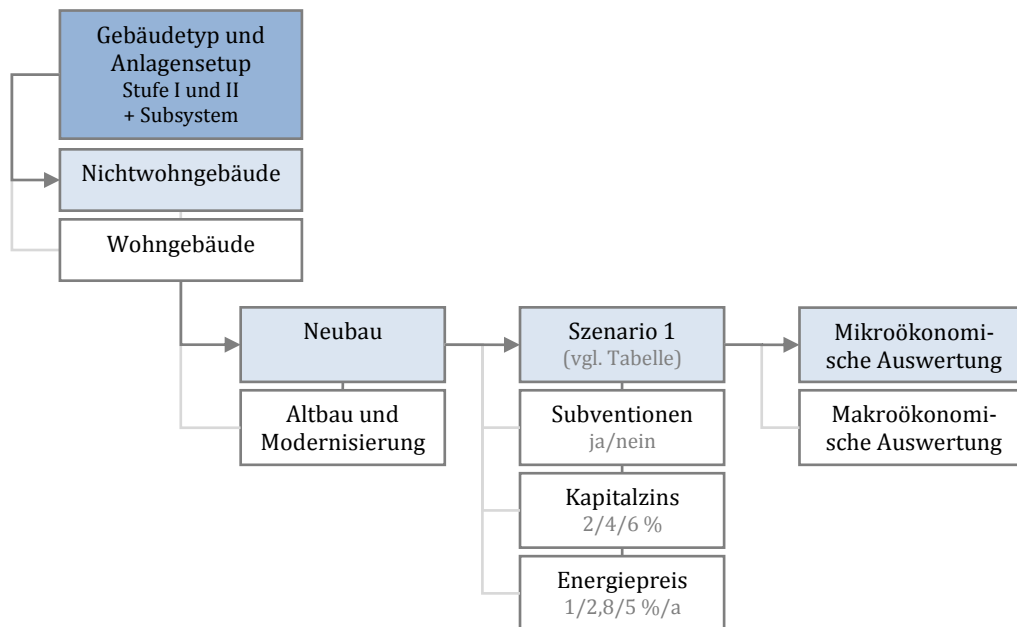 Gebäudetyp und
Anlagensetup
Stufe I und II
+ Subsystem
Nichtwohngebäude
Wohngebäude
Neubau
Altbau und
Modernisierung
Szenario 1
(vgl. Tabelle)
Subventionen
ja/nein
Kapitalzins
2/4/6 %
Energiepreis
1/2,8/5 %/a
Mikroökonomi-
sche Auswertung
Makroökonomi-
sche Auswertung